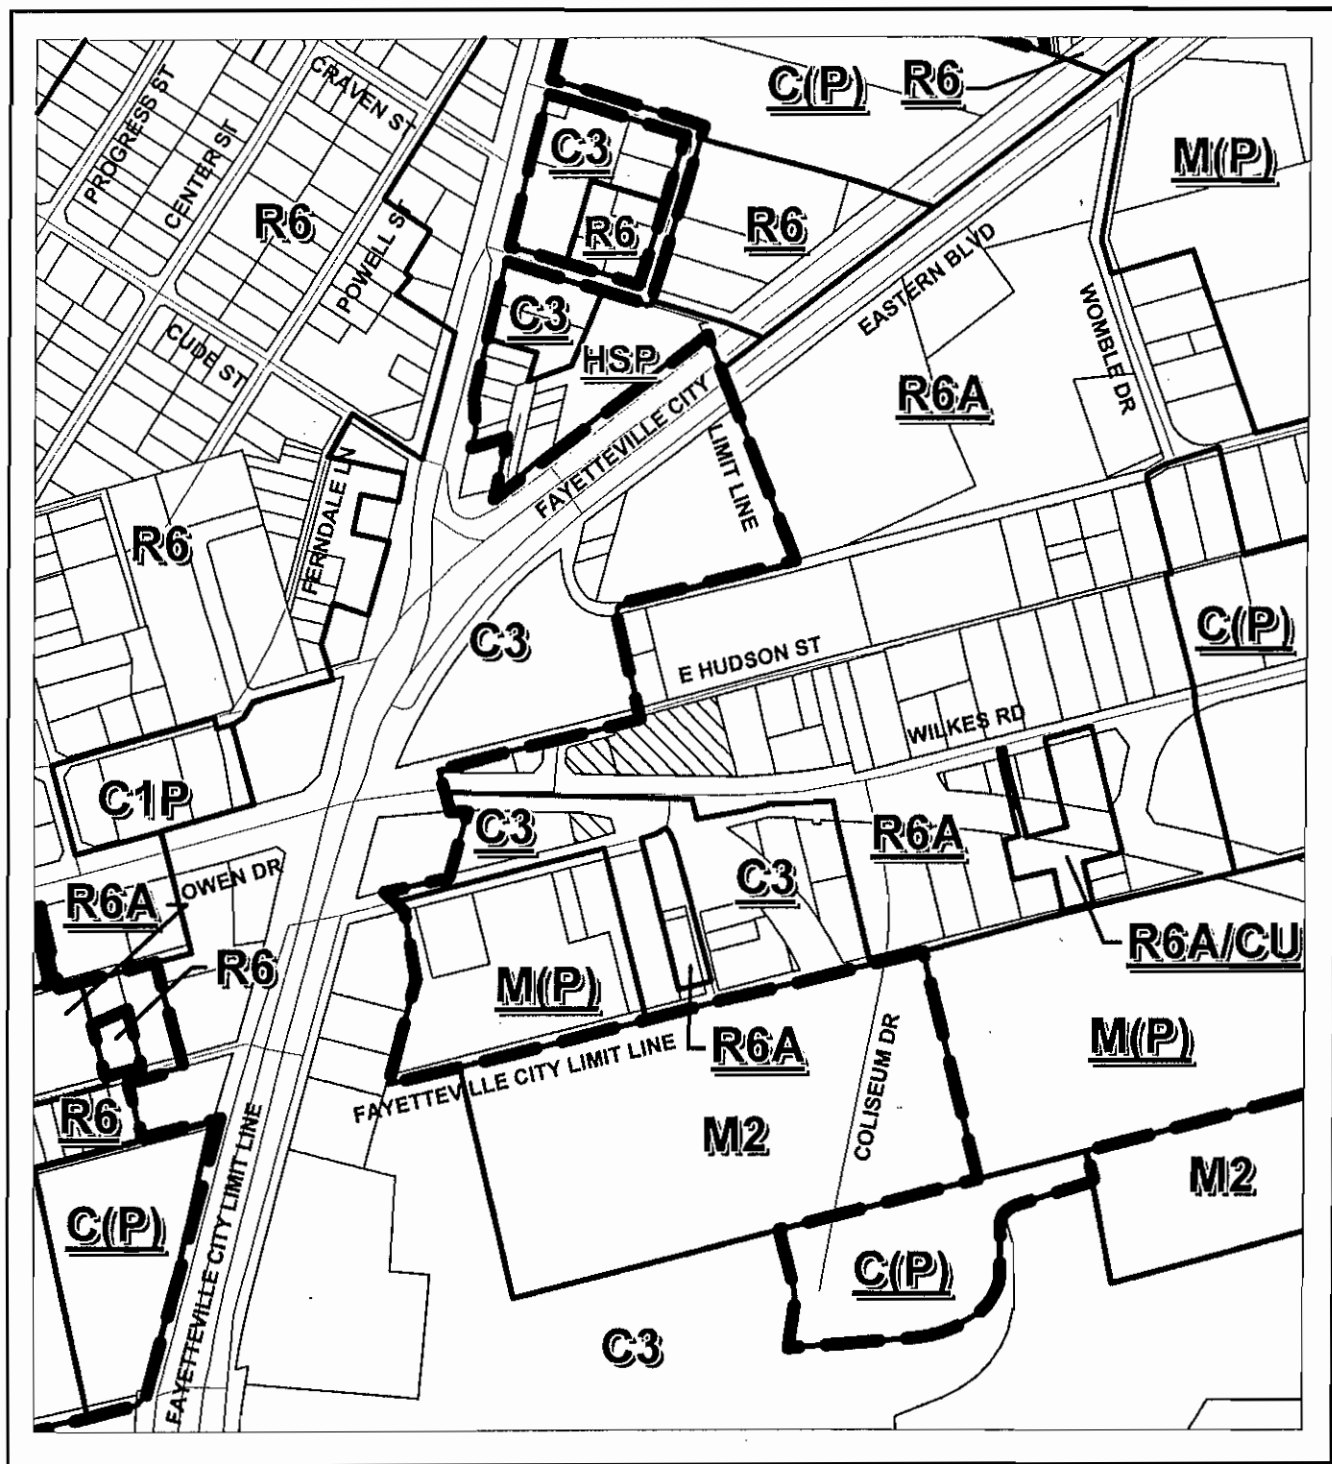 CRAVEN ST
PROGRESS ST
CENTER ST
C(P)
R6
M(P)
C3
R6
R6
R6
POWELL ST
EASTERN BLVD
WOMBLE DR
C3
CUDE ST
HSP
R6A
FAYETTEVILLE CITY
LIMIT LINE
FERNDALE LN
R6
C3
E HUDSON ST
C(P)
WILKES RD
C1P
C3
R6A
C3
OWEN DR
R6A
R6A/CU
R6
M(P)
R6A
COLISEUM DR
M(P)
FAYETTEVILLE CITY LIMIT LINE
R6
M2
M2
C(P)
FAYETTEVILLE CITY LIMIT LINE
C(P)
C3